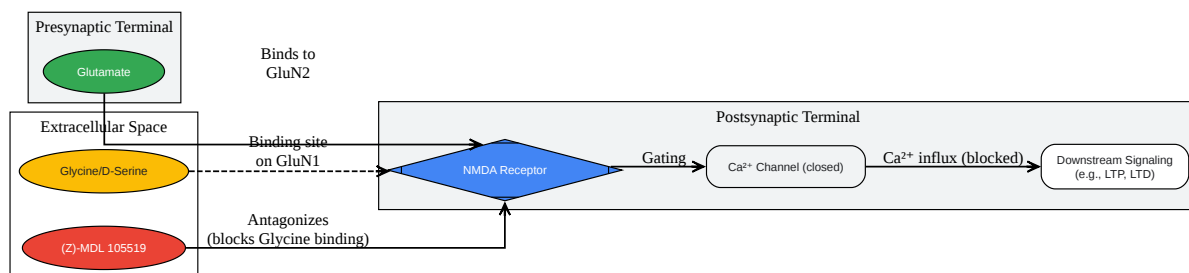 Presynaptic Terminal
Glutamate
Binds to
GluN2
Extracellular Space
Glycine/D-Serine
(Z)-MDL 105519
Binding site
on GluN1
Antagonizes
(blocks Glycine binding)
Postsynaptic Terminal
NMDA Receptor
Gating
Ca²⁺ Channel (closed)
Ca²⁺ influx (blocked)
Downstream Signaling
(e.g., LTP, LTD)